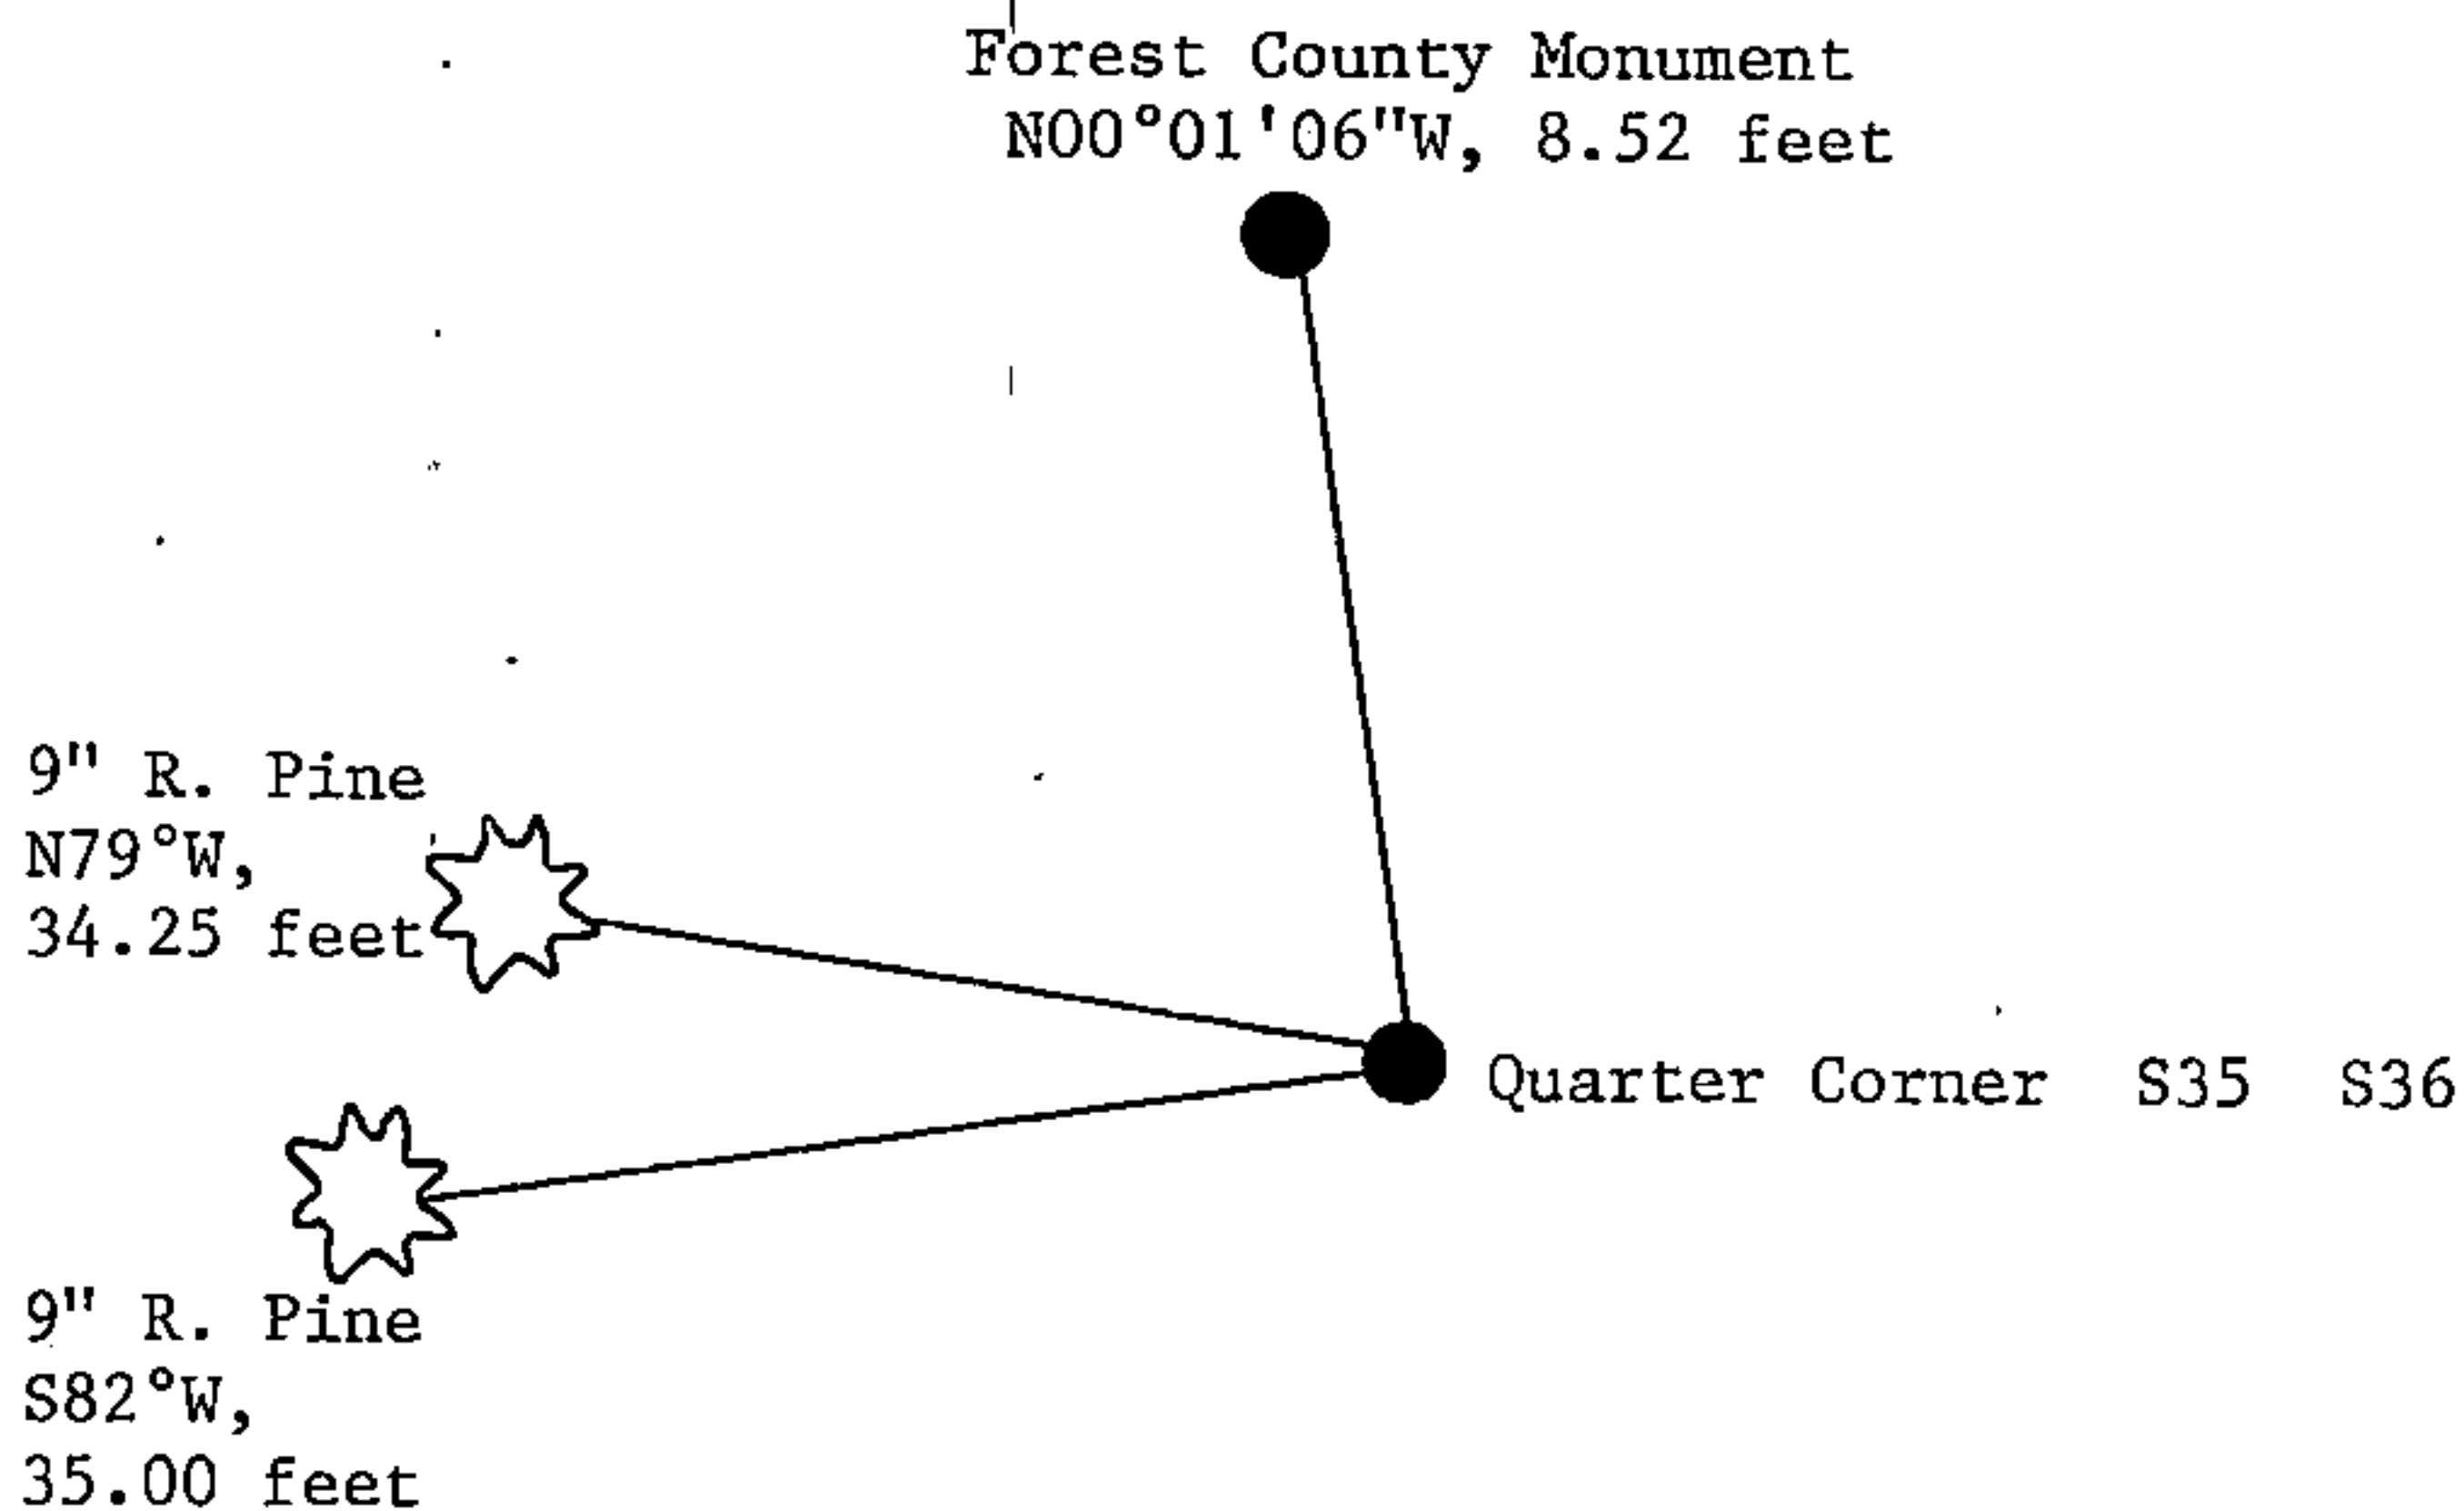 Forest County Monument
N00°01'06"W, 8.52 feet
9" R. Pine
N79°W,
34.25 feet
Quarter Corner S35 S36
9" R. Pine
S82°W,
35.00 feet